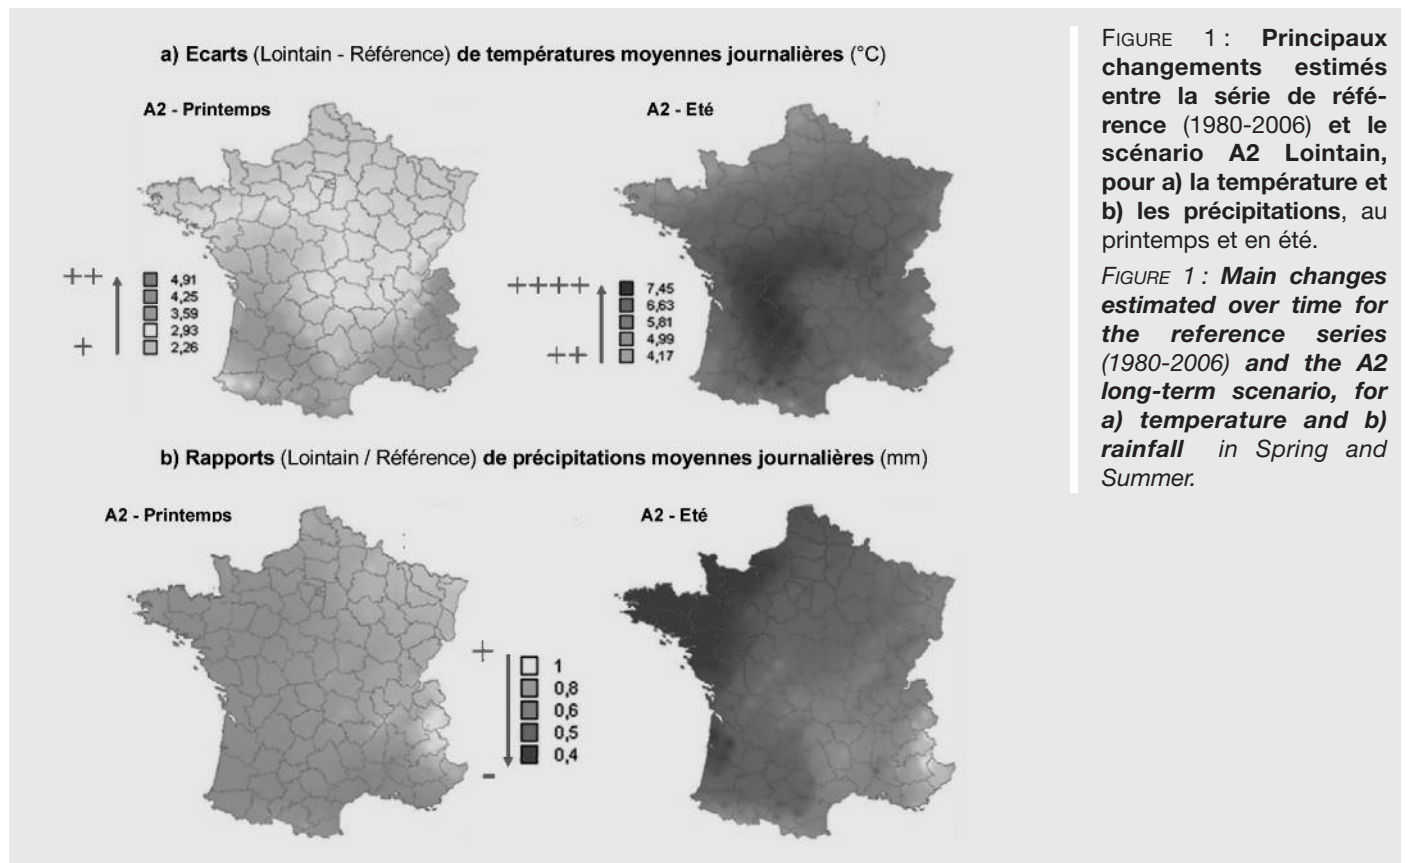 a) Ecarts (Lointain - Référence) de températures moyennes journalières (°C)
A2 - Printemps
A2 - Eté
++
+
4,91
4,25
3,59
2,93
2,26
++++
++
7,45
6,63
5,81
4,99
4,17
b) Rapports (Lointain / Référence) de précipitations moyennes journalières (mm)
A2 - Printemps
A2 - Eté
+
-
1
0,8
0,6
0,5
0,4
FIGURE 1 : Principaux
changements estimés
entre la série de réfé-
rence (1980-2006) et le
scénario A2 Lointain,
pour a) la température et
b) les précipitations, au
printemps et en été.
FIGURE 1 : Main changes
estimated over time for
the reference series
(1980-2006) and the A2
long-term scenario, for
a) temperature and b)
rainfall in Spring and
Summer.